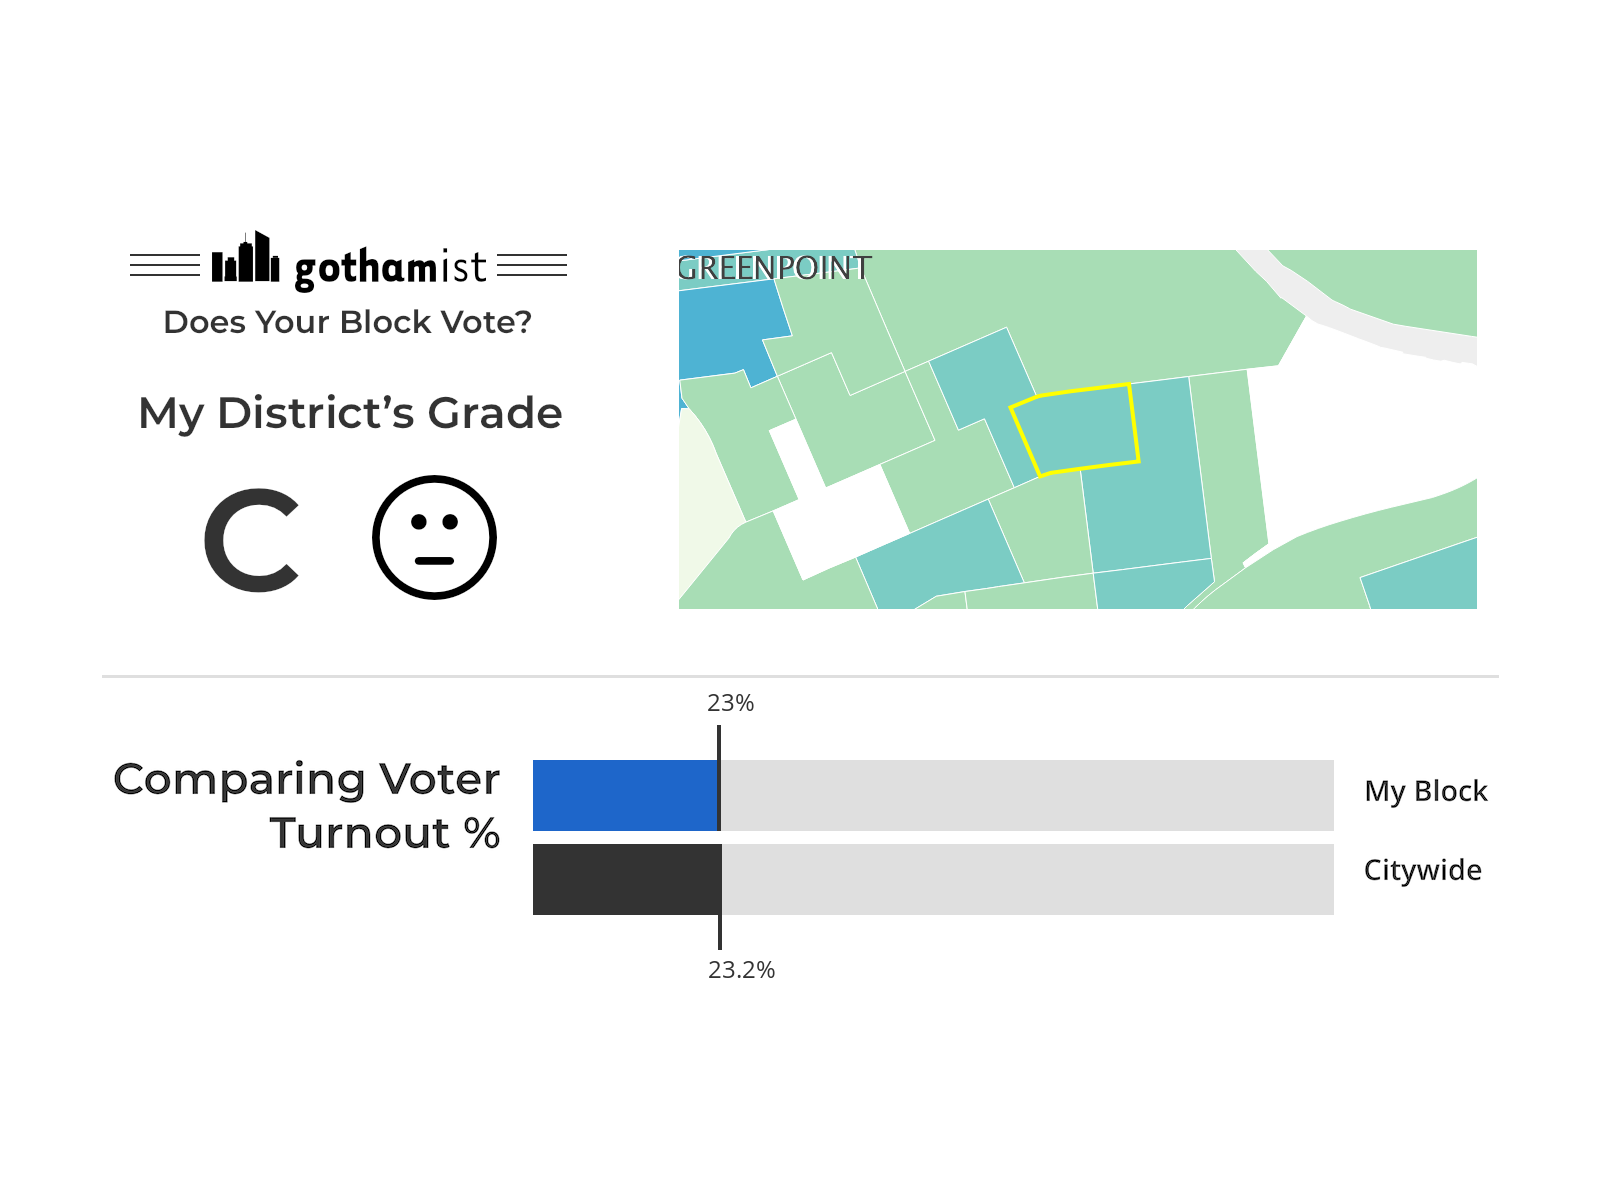 gothamist
Does Your Block Vote?
My District’s Grade
C
GREENPOINT
23%
Comparing Voter
Turnout %
My Block
Citywide
23.2%